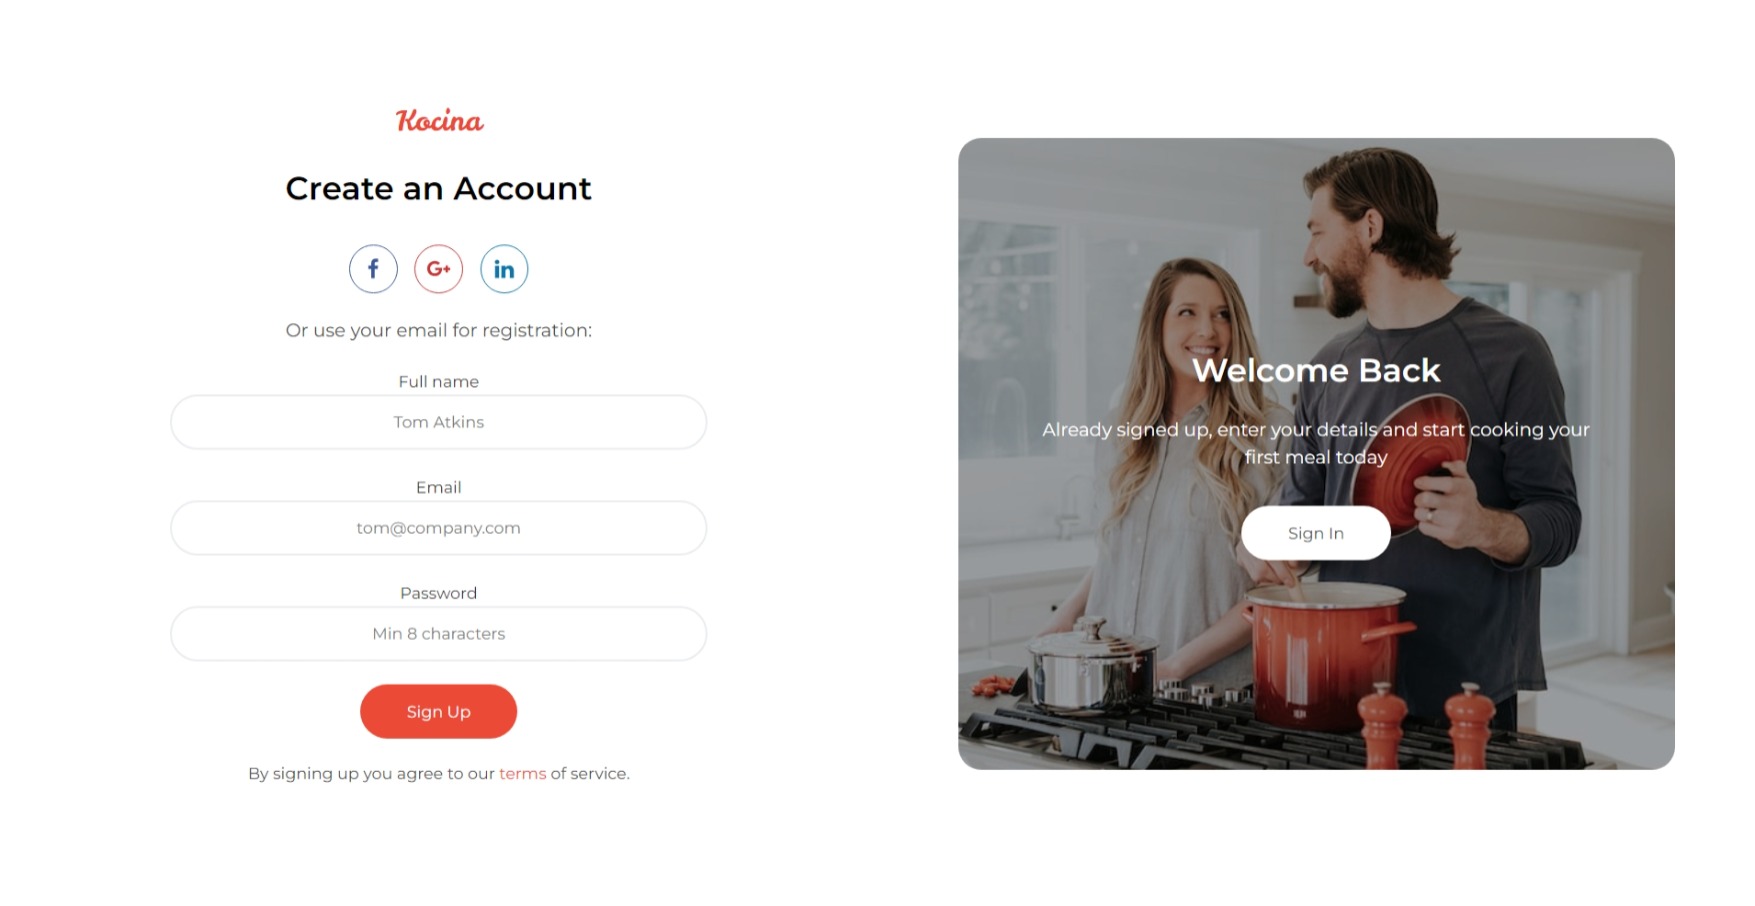 Kocina
Create an Account
f G+ in
Or use your email for registration:
Full name
Tom Atkins
Email
tom@company.com
Password
Min 8 characters
Sign Up
By signing up you agree to our terms of service.
Welcome Back
Already signed up, enter your details and start cooking your
first meal today
Sign In